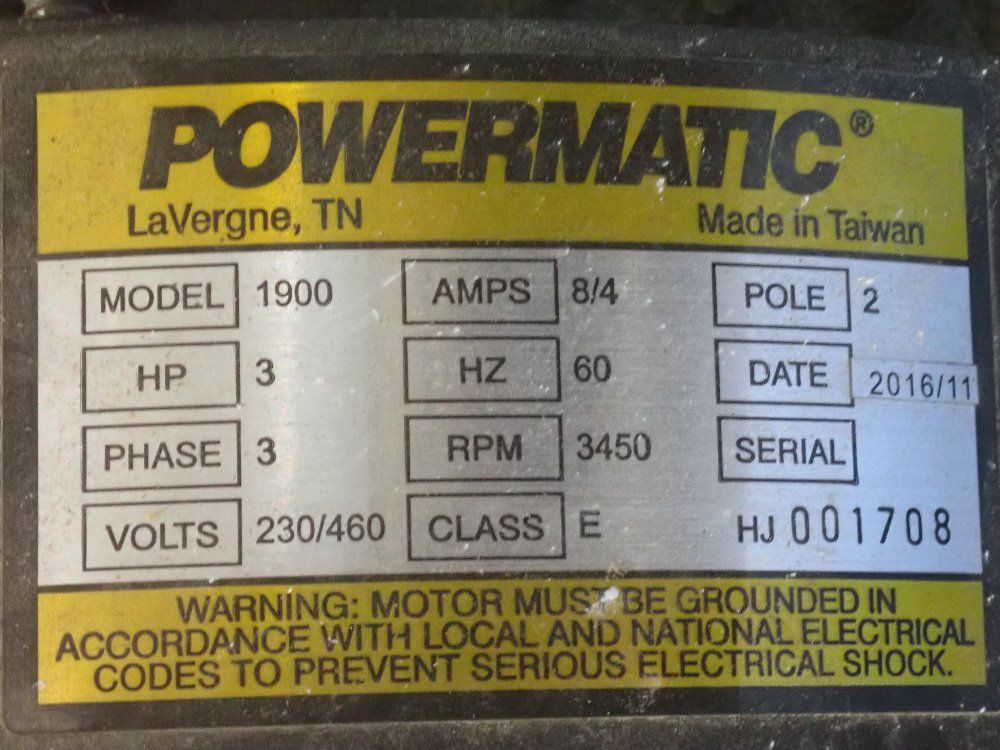 POWERMATIC®
LaVergne, TN Made in Taiwan
MODEL 1900 AMPS 8/4 POLE 2
HP 3 HZ 60 DATE 2016/11
PHASE 3 RPM 3450 SERIAL
VOLTS 230/460 CLASS E HJ 001708
WARNING: MOTOR MUST BE GROUNDED IN
ACCORDANCE WITH LOCAL AND NATIONAL ELECTRICAL
CODES TO PREVENT SERIOUS ELECTRICAL SHOCK.